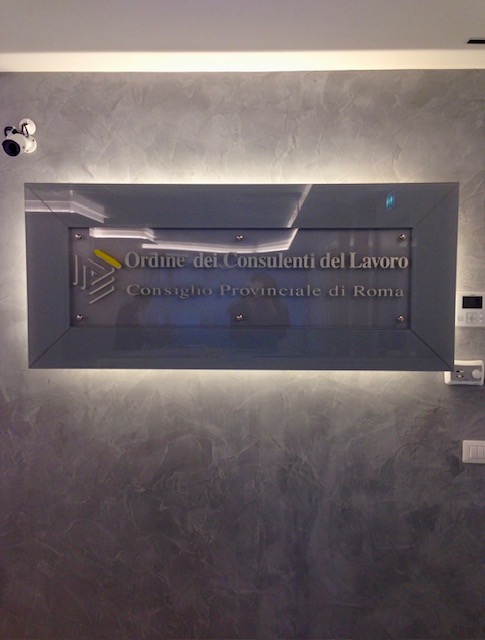 Ordine dei Consulenti del Lavoro
Consiglio Provinciale di Roma